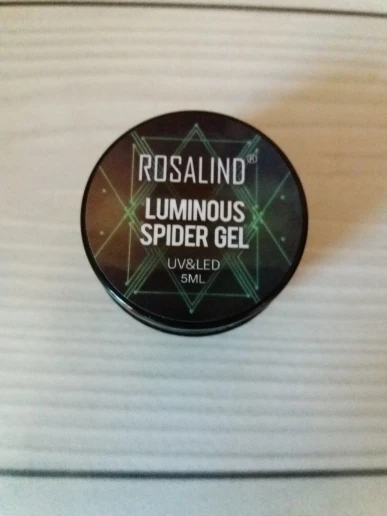 ROSALIND®
LUMINOUS
SPIDER GEL
UV&LED
5ML